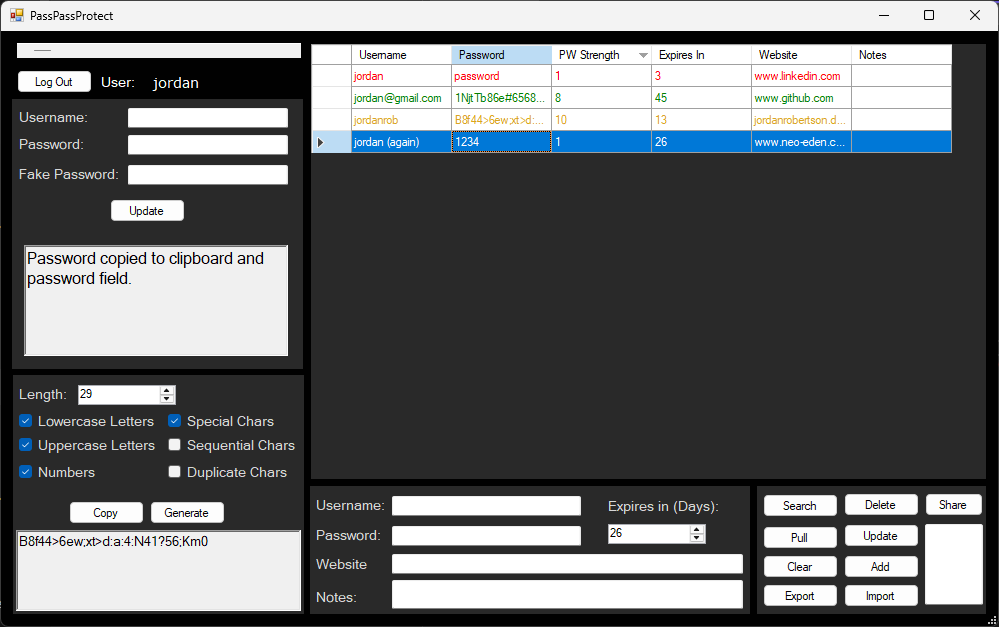 PassPassProtect
Log Out User: jordan
Username:
Password:
Fake Password:
Update
Password copied to clipboard and
password field.
Length: 29
Lowercase Letters Special Chars
Uppercase Letters Sequential Chars
Numbers Duplicate Chars
Copy Generate
B8f44>6ew;xt>d:a:4:N41?56;Km0
Username Password PW Strength Expires In Website Notes
jordan password 1 3 www.linkedin.com
jordan@gmail.com 1NjtTb86e#6568... 8 45 www.github.com
jordanrob B8f44>6ew;xt>d:... 10 13 jordanrobertson.d...
jordan (again) 1234 1 26 www.neo-eden.c...
Username: Expires in (Days):
Password: 26
Website
Notes:
Search Delete Share
Pull Update
Clear Add
Export Import